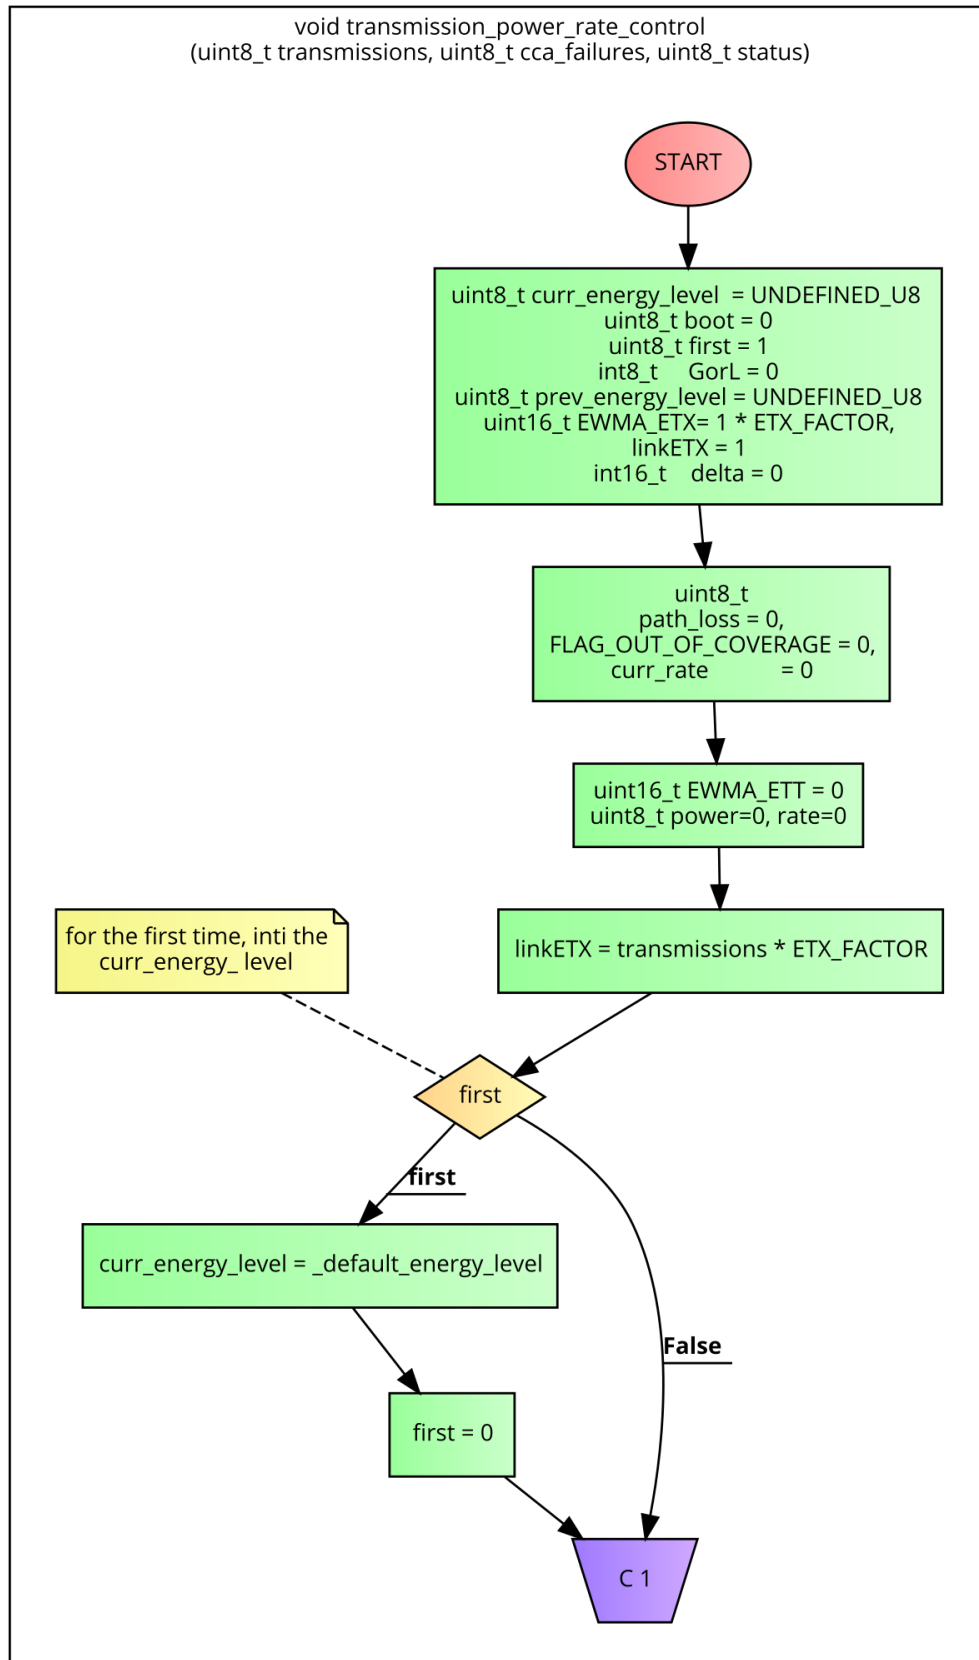 void transmission_power_rate_control
(uint8_t transmissions, uint8_t cca_failures, uint8_t status)
START
uint8_t curr_energy_level  = UNDEFINED_U8
uint8_t boot = 0
uint8_t first = 1
int8_t     GorL = 0
uint8_t prev_energy_level = UNDEFINED_U8
uint16_t EWMA_ETX= 1 * ETX_FACTOR,
linkETX = 1
int16_t    delta = 0
uint8_t
path_loss = 0,
FLAG_OUT_OF_COVERAGE = 0,
curr_rate            = 0
uint16_t EWMA_ETT = 0
uint8_t power=0, rate=0
for the first time, inti the
curr_energy_ level
linkETX = transmissions * ETX_FACTOR
first
first
curr_energy_level = _default_energy_level
False
first = 0
C 1